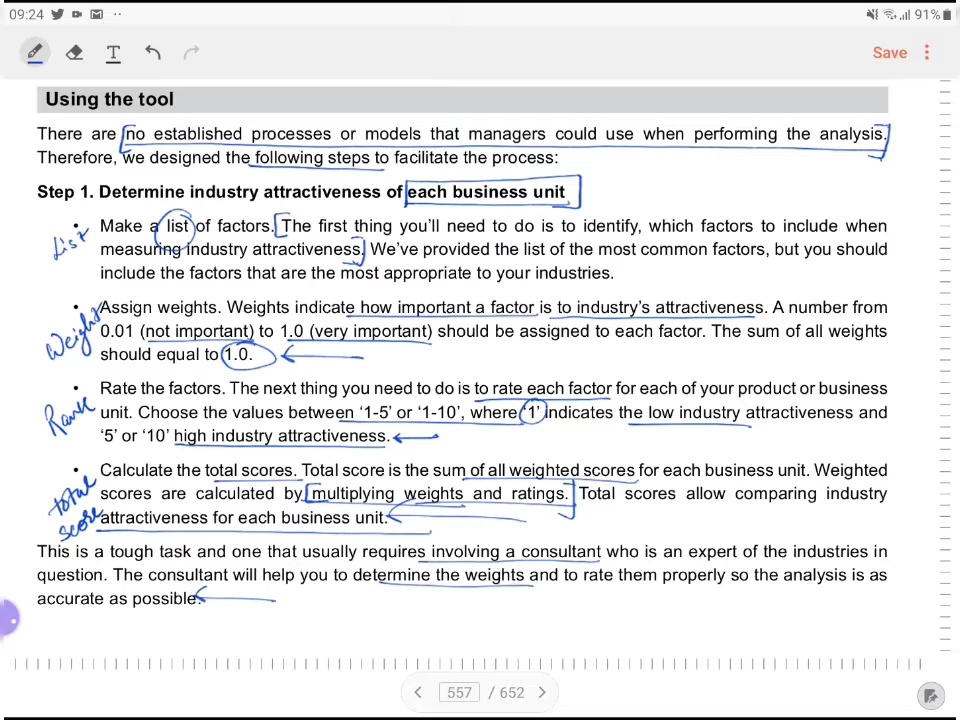 09:24
91%
T
Save
Using the tool
There are no established processes or models that managers could use when performing the analysis.
Therefore, we designed the following steps to facilitate the process:
Step 1. Determine industry attractiveness of each business unit
List
• Make a list of factors. The first thing you'll need to do is to identify, which factors to include when
measuring industry attractiveness. We've provided the list of the most common factors, but you should
include the factors that are the most appropriate to your industries.
Weight
• Assign weights. Weights indicate how important a factor is to industry's attractiveness. A number from
0.01 (not important) to 1.0 (very important) should be assigned to each factor. The sum of all weights
should equal to 1.0.
Rank
• Rate the factors. The next thing you need to do is to rate each factor for each of your product or business
unit. Choose the values between '1-5' or '1-10', where '1' indicates the low industry attractiveness and
'5' or '10' high industry attractiveness.
Total
score
• Calculate the total scores. Total score is the sum of all weighted scores for each business unit. Weighted
scores are calculated by multiplying weights and ratings. Total scores allow comparing industry
attractiveness for each business unit.
This is a tough task and one that usually requires involving a consultant who is an expert of the industries in
question. The consultant will help you to determine the weights and to rate them properly so the analysis is as
accurate as possible.
557 / 652